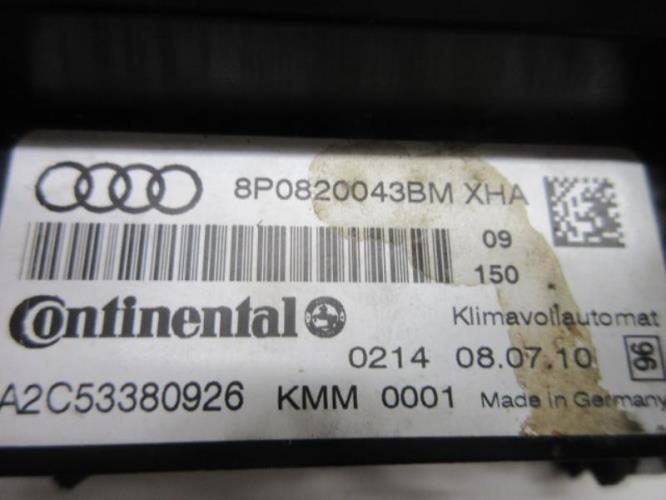 8P0820043BM XHA
09
150
Continental
Klimavollautomat
0214 08.07.10 96
A2C53380926 KMM 0001 Made in Germany